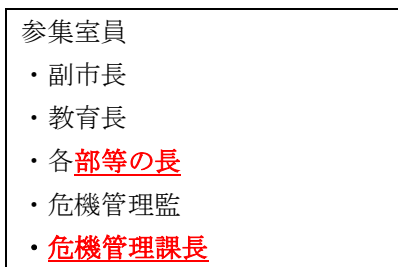 参集室員
・副市長
・教育長
・各部等の長
・危機管理監
・危機管理課長